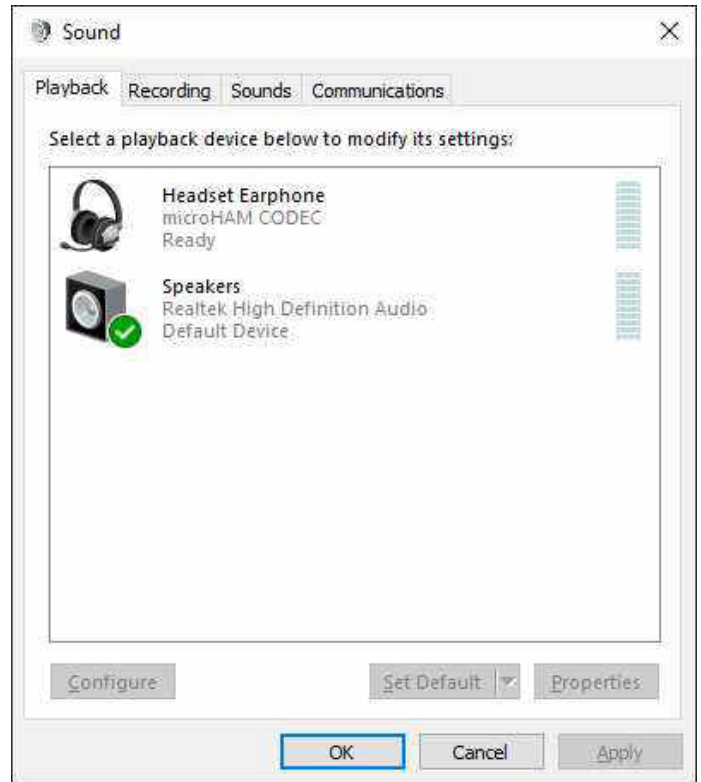 Sound
Playback Recording Sounds Communications
Select a playback device below to modify its settings:
Headset Earphone
microHAM CODEC
Ready
Speakers
Realtek High Definition Audio
Default Device
Configure Set Default Properties
OK Cancel Apply